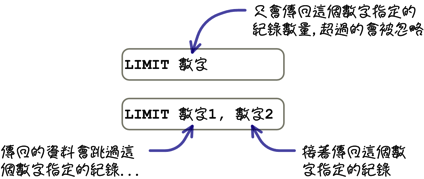 只會傳回這個數字指定的
紀錄數量,超過的會被忽略
LIMIT 數字
LIMIT 數字1, 數字2
傳回的資料會跳過這
個數字指定的紀錄...
接著傳回這個數
字指定的紀錄